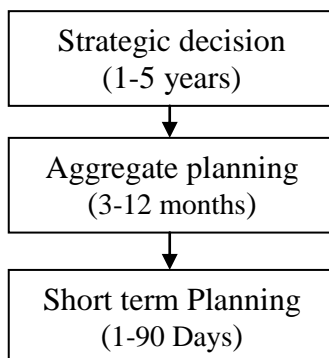 Strategic decision
(1-5 years)
Aggregate planning
(3-12 months)
Short term Planning
(1-90 Days)